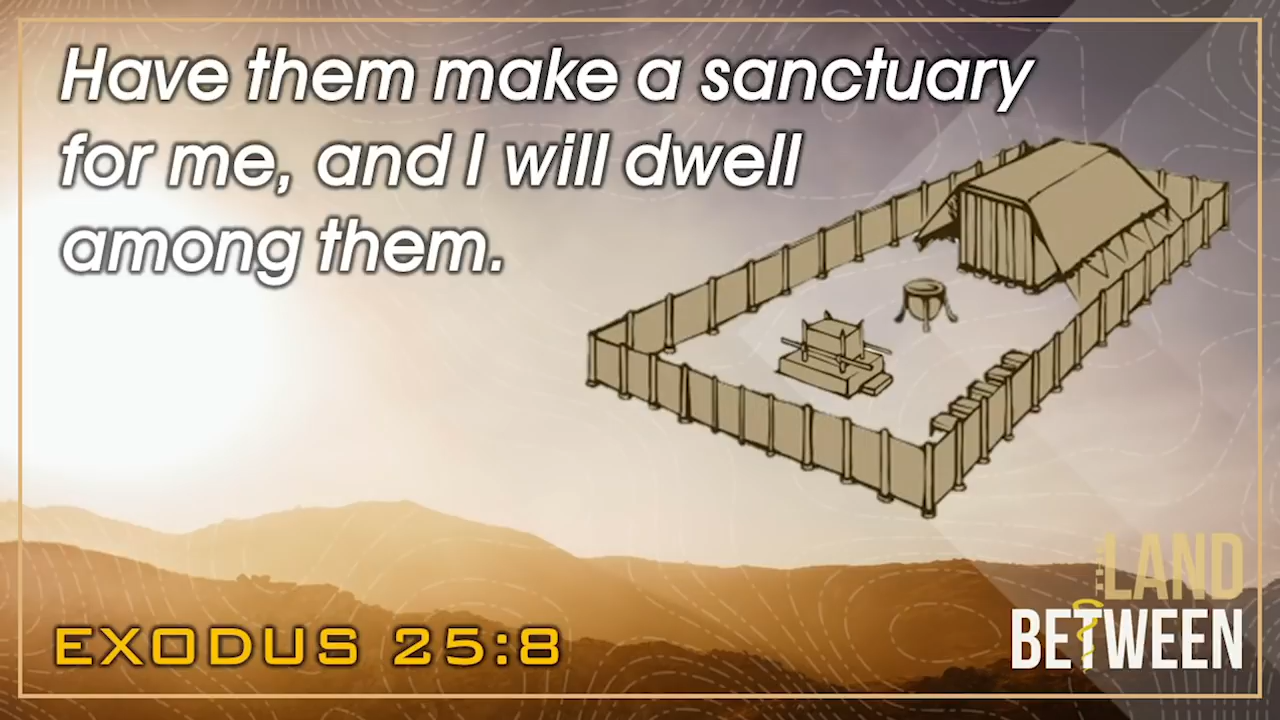 Have them make a sanctuary
for me, and I will dwell
among them.
EXODUS 25:8
THE LAND
BETWEEN